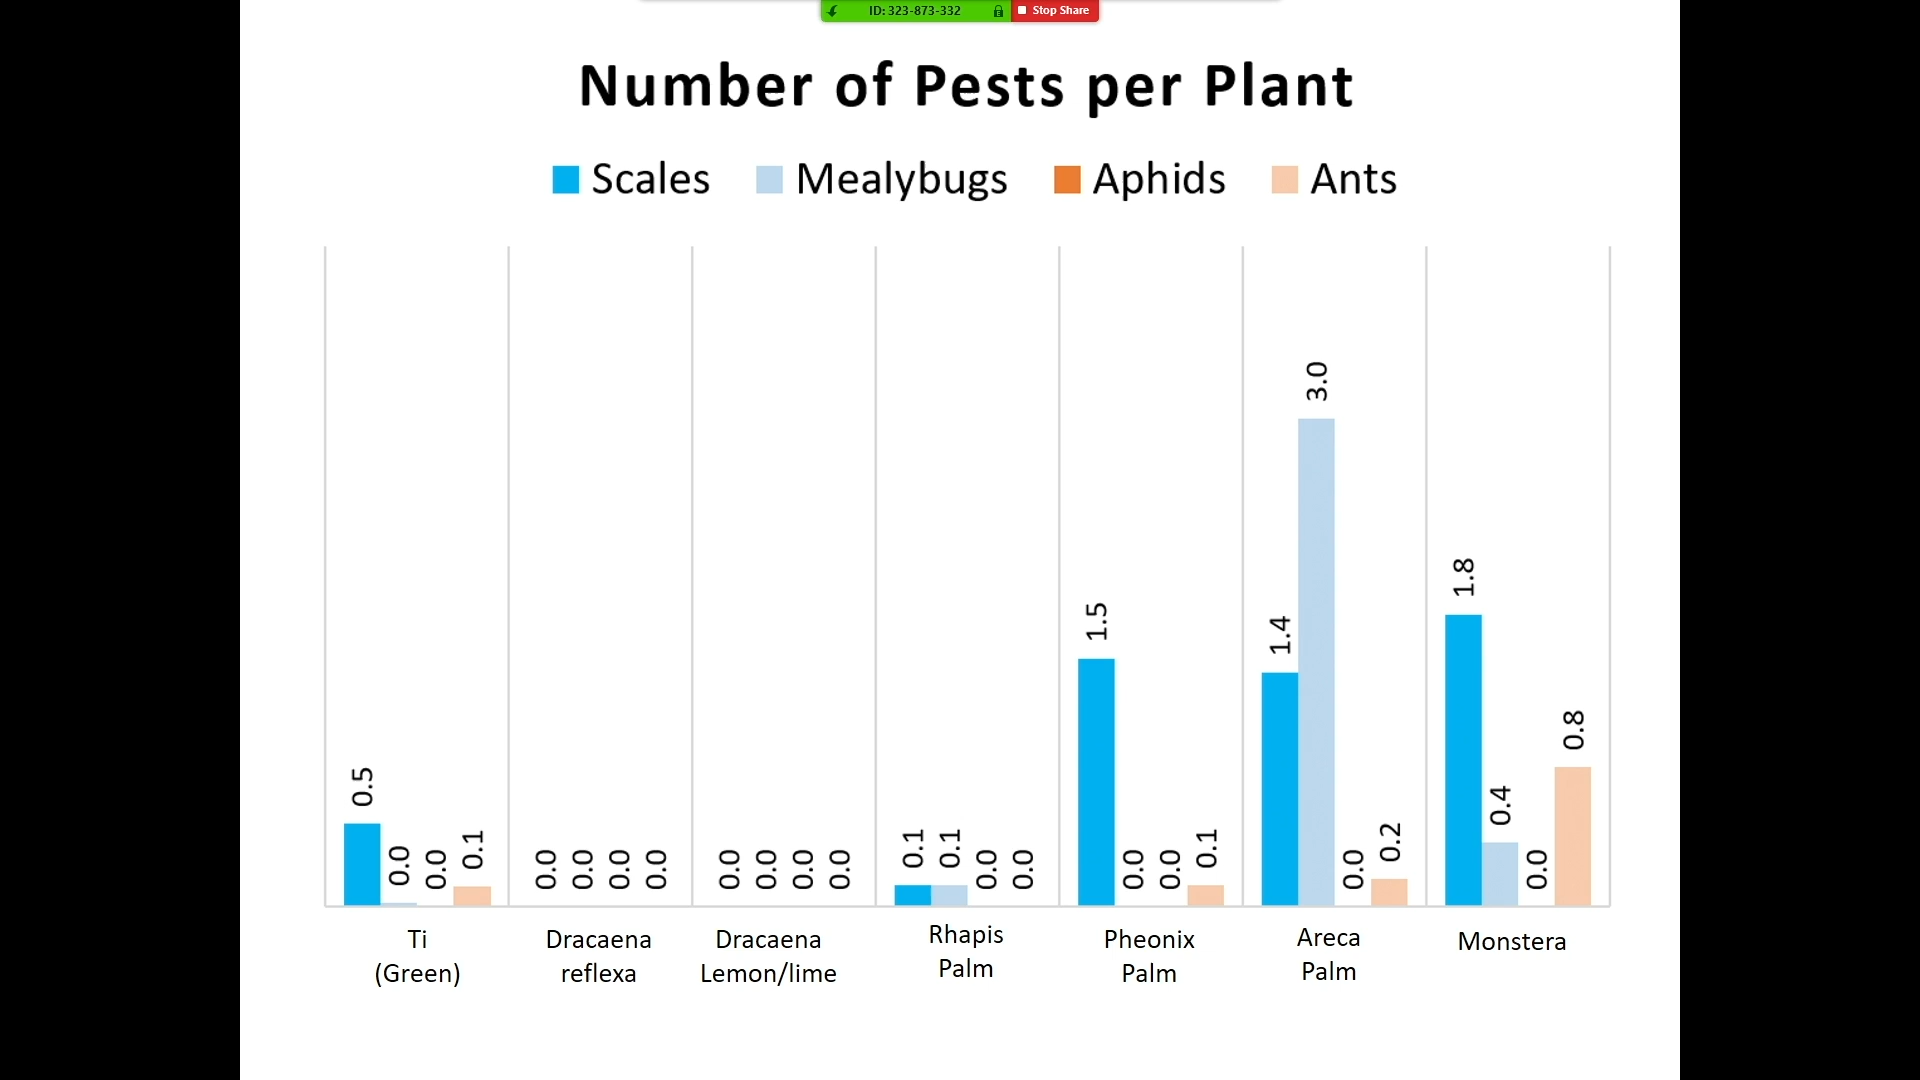 ID: 323-873-332 Stop Share
Number of Pests per Plant
Scales Mealybugs Aphids Ants
0.5 0.0 0.0 0.1
0.0 0.0 0.0 0.0
0.0 0.0 0.0 0.0
0.1 0.1 0.0 0.0
1.5 0.0 0.0 0.1
1.4 3.0 0.0 0.2
1.8 0.4 0.0 0.8
Ti
(Green)
Dracaena
reflexa
Dracaena
Lemon/lime
Rhapis
Palm
Pheonix
Palm
Areca
Palm
Monstera